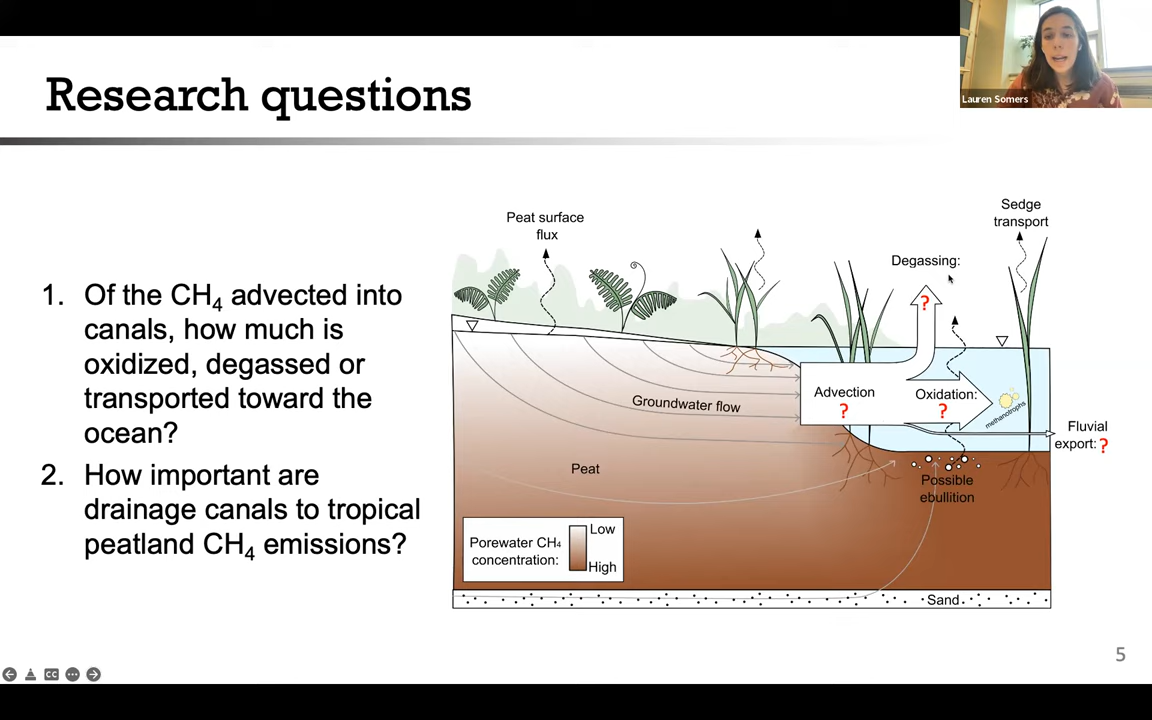 Lauren Somers
Research questions
1. Of the CH₄ advected into
canals, how much is
oxidized, degassed or
transported toward the
ocean?
2. How important are
drainage canals to tropical
peatland CH₄ emissions?
Peat surface
flux
Sedge
transport
Degassing:
?
Advection
?
Oxidation:
?
methanotrophs
Groundwater flow
Fluvial
export: ?
Peat
Possible
ebullition
Porewater CH₄
concentration:
Low
High
Sand
5
CC